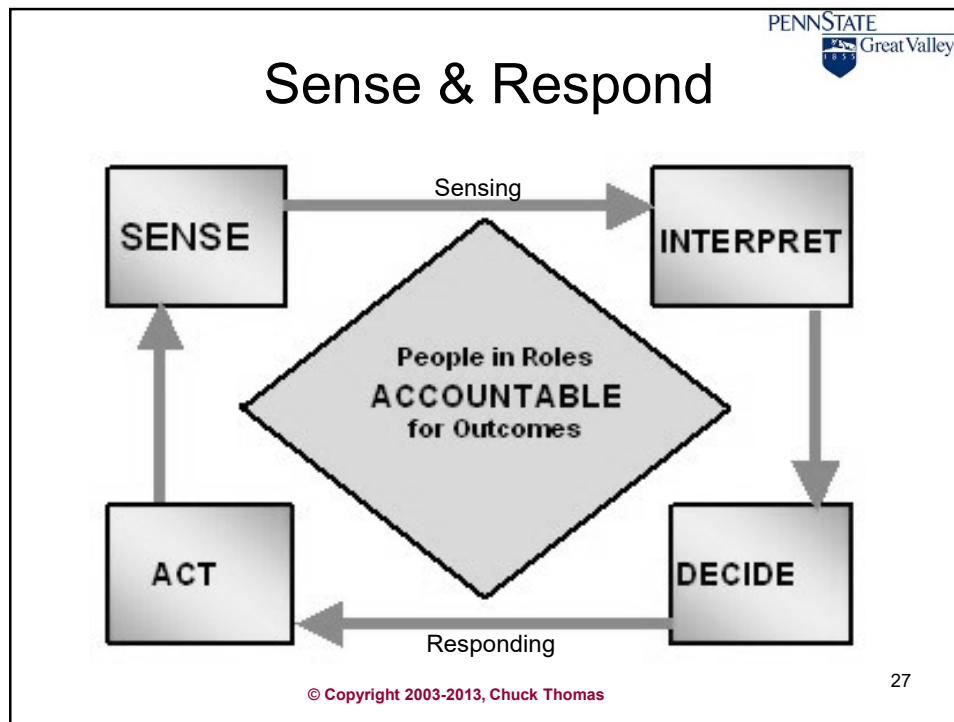 PENNSTATE
1855
Great Valley
Sense & Respond
SENSE
Sensing
INTERPRET
People in Roles
ACCOUNTABLE
for Outcomes
ACT
DECIDE
Responding
© Copyright 2003-2013, Chuck Thomas
27